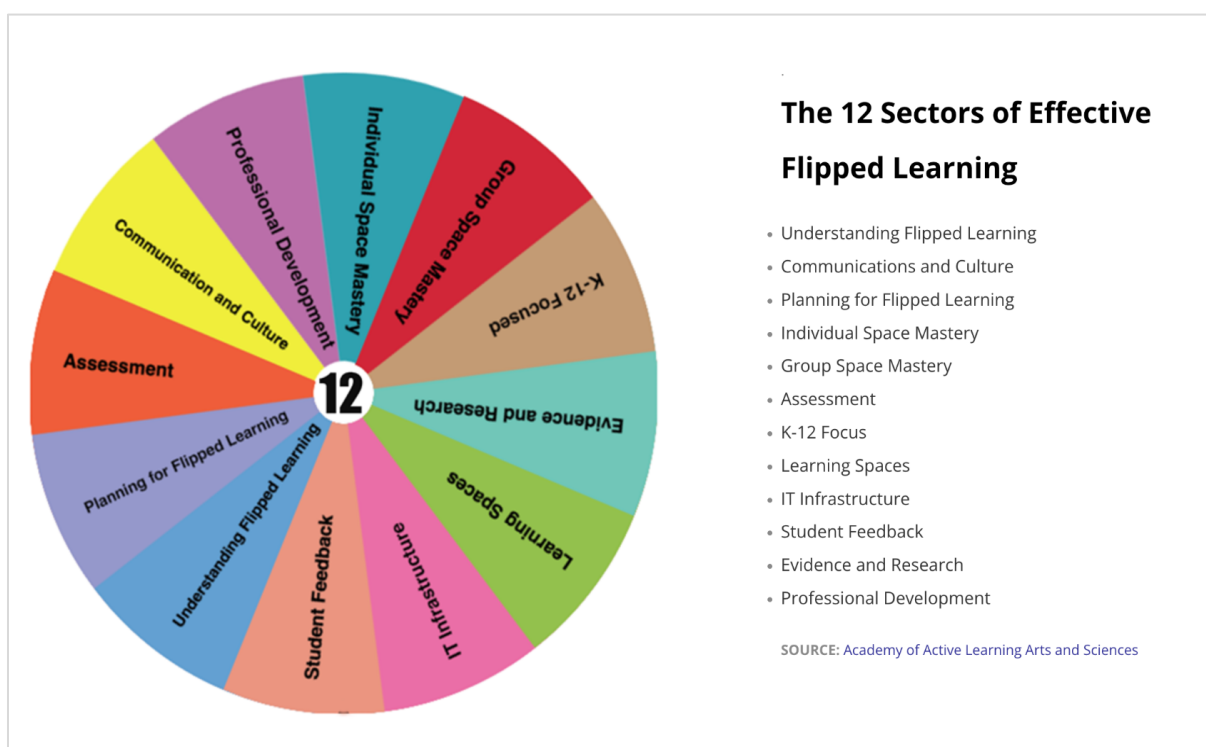 Individual Space Mastery
Group Space Mastery
K-12 Focused
Evidence and Research
Learning Spaces
IT Infrastructure
Student Feedback
Understanding Flipped Learning
Planning for Flipped Learning
Assessment
Communication and Culture
Professional Development
12
The 12 Sectors of Effective
Flipped Learning
Understanding Flipped Learning
Communications and Culture
Planning for Flipped Learning
Individual Space Mastery
Group Space Mastery
Assessment
K-12 Focus
Learning Spaces
IT Infrastructure
Student Feedback
Evidence and Research
Professional Development
SOURCE: Academy of Active Learning Arts and Sciences